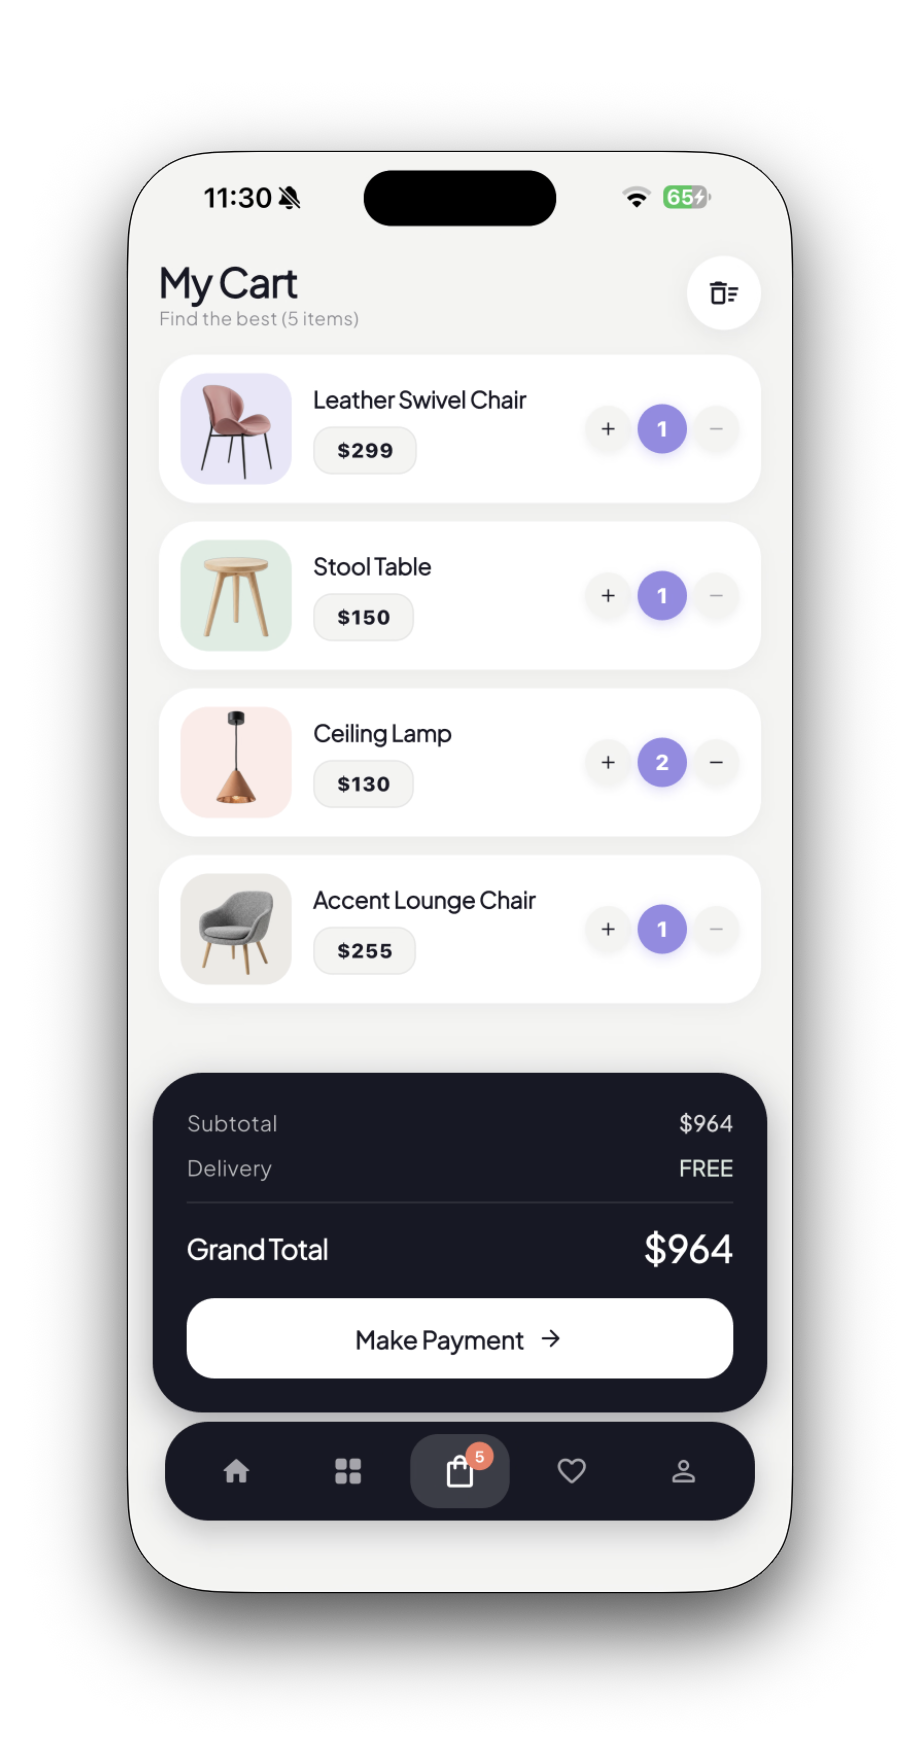 11:30
65
My Cart
Find the best (5 items)
Leather Swivel Chair
$299
+ 1 −
Stool Table
$150
+ 1 −
Ceiling Lamp
$130
+ 2 −
Accent Lounge Chair
$255
+ 1 −
Subtotal $964
Delivery FREE
Grand Total $964
Make Payment →
5